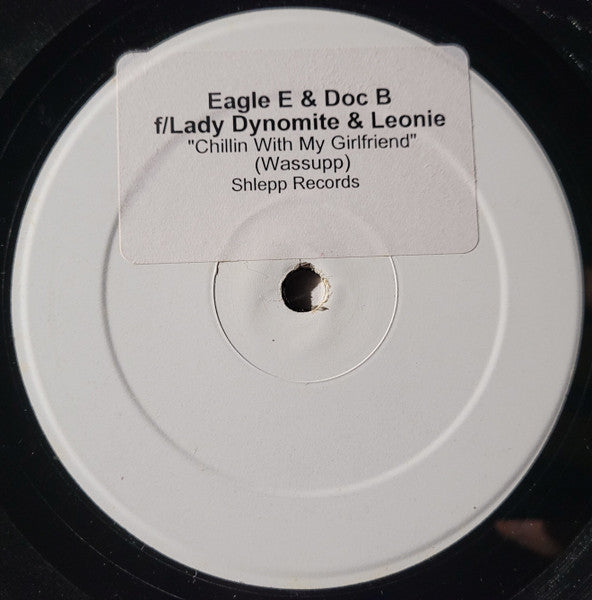 Eagle E & Doc B
f/Lady Dynomite & Leonie
"Chillin With My Girlfriend"
(Wassupp)
Shlepp Records